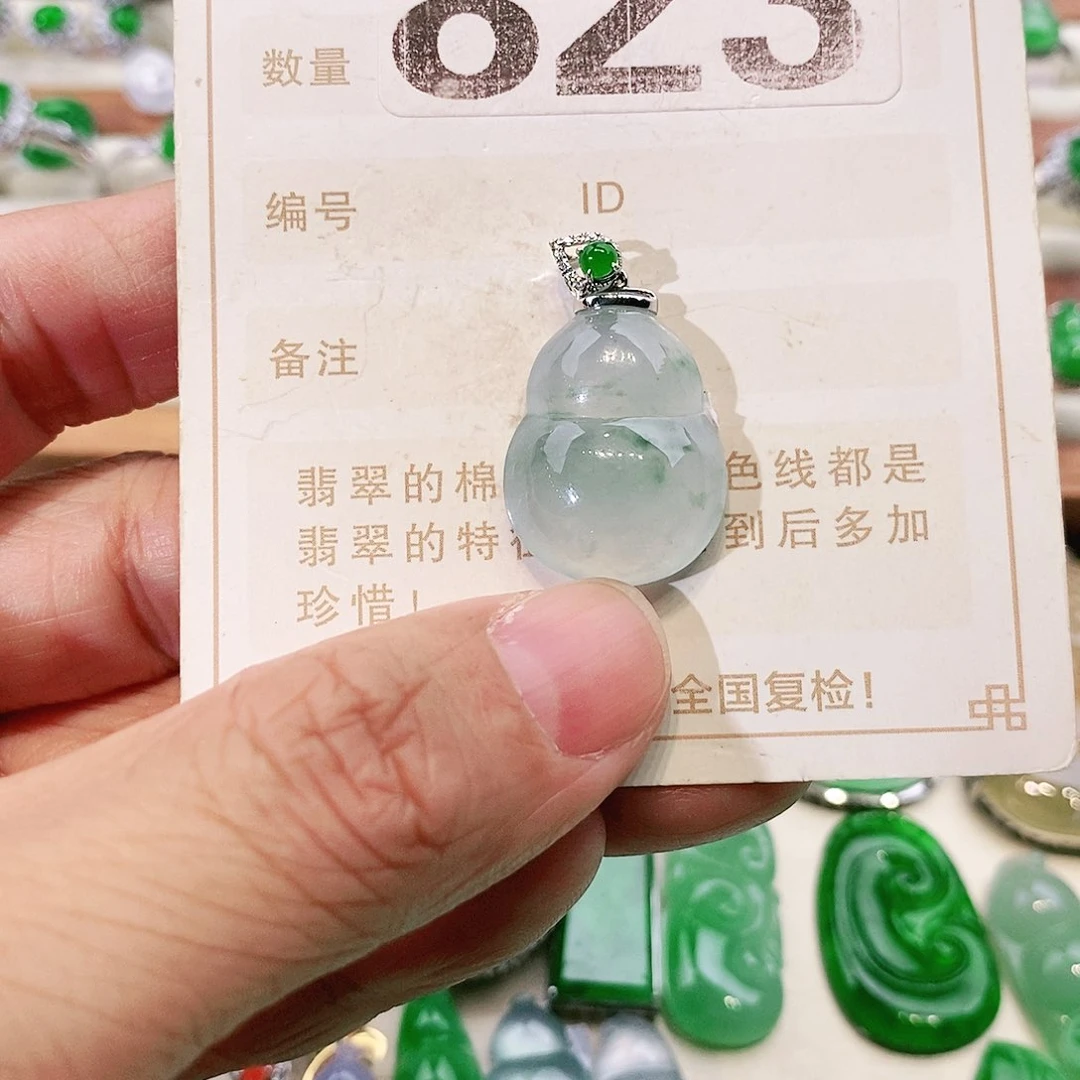 数量 823
编号 ID
备注
翡翠的棉 色线都是
翡翠的特 到后多加
珍惜！
全国复检！